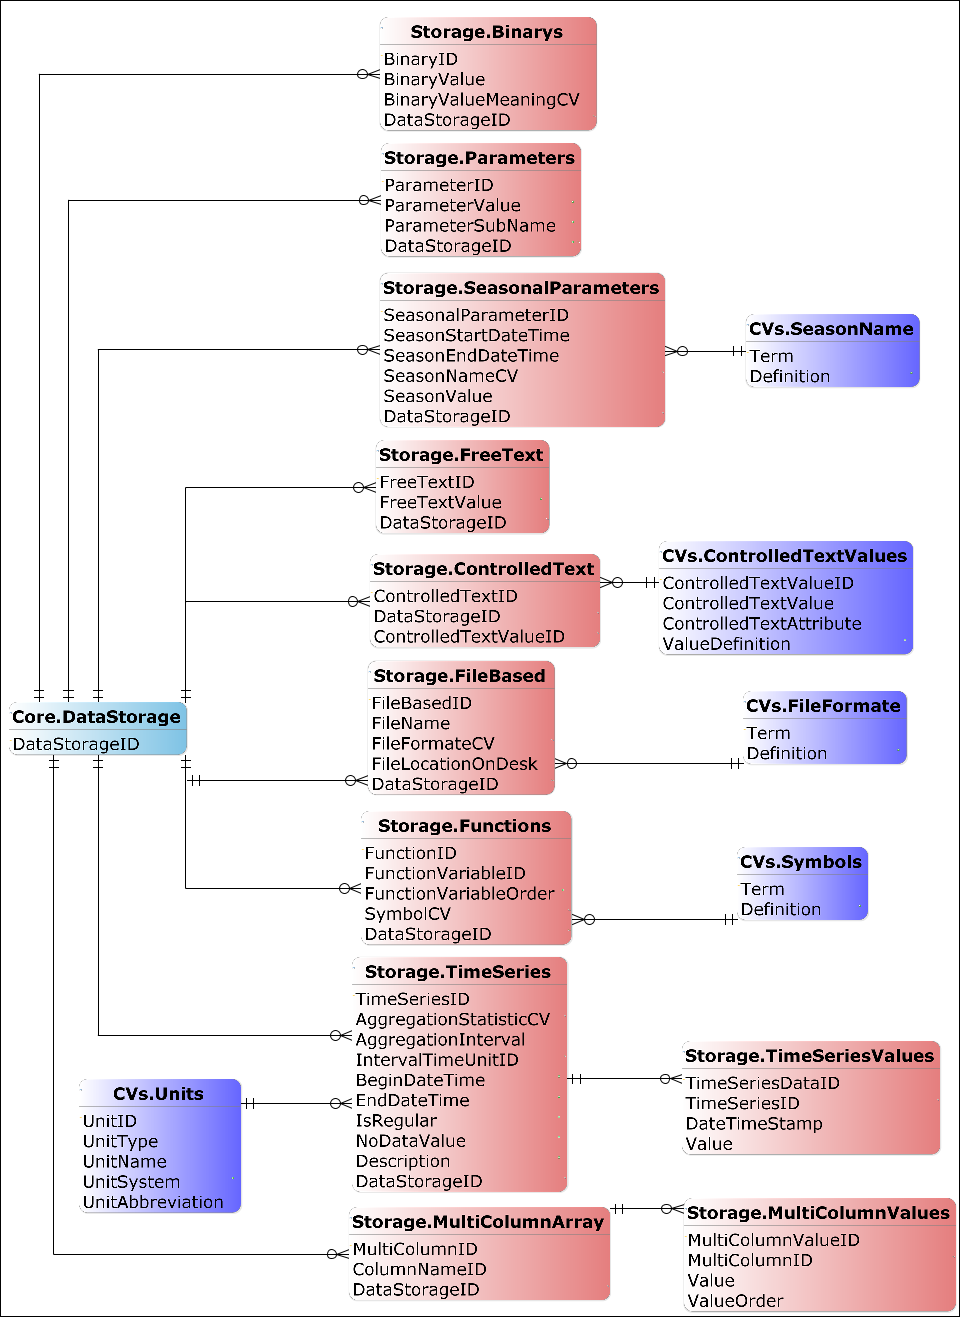 Storage.Binarys
BinaryID
BinaryValue
BinaryValueMeaningCV
DataStorageID
Storage.Parameters
ParameterID
ParameterValue
ParameterSubName
DataStorageID
Storage.SeasonalParameters
SeasonalParameterID
SeasonStartDateTime
SeasonEndDateTime
SeasonNameCV
SeasonValue
DataStorageID
CVs.SeasonName
Term
Definition
Storage.FreeText
FreeTextID
FreeTextValue
DataStorageID
Storage.ControlledText
ControlledTextID
DataStorageID
ControlledTextValueID
CVs.ControlledTextValues
ControlledTextValueID
ControlledTextValue
ControlledTextAttribute
ValueDefinition
Core.DataStorage
DataStorageID
Storage.FileBased
FileBasedID
FileName
FileFormateCV
FileLocationOnDesk
DataStorageID
CVs.FileFormate
Term
Definition
Storage.Functions
FunctionID
FunctionVariableID
FunctionVariableOrder
SymbolCV
DataStorageID
CVs.Symbols
Term
Definition
Storage.TimeSeries
TimeSeriesID
AggregationStatisticCV
AggregationInterval
IntervalTimeUnitID
BeginDateTime
EndDateTime
IsRegular
NoDataValue
Description
DataStorageID
Storage.TimeSeriesValues
TimeSeriesDataID
TimeSeriesID
DateTimeStamp
Value
CVs.Units
UnitID
UnitType
UnitName
UnitSystem
UnitAbbreviation
Storage.MultiColumnArray
MultiColumnID
ColumnNameID
DataStorageID
Storage.MultiColumnValues
MultiColumnValueID
MultiColumnID
Value
ValueOrder